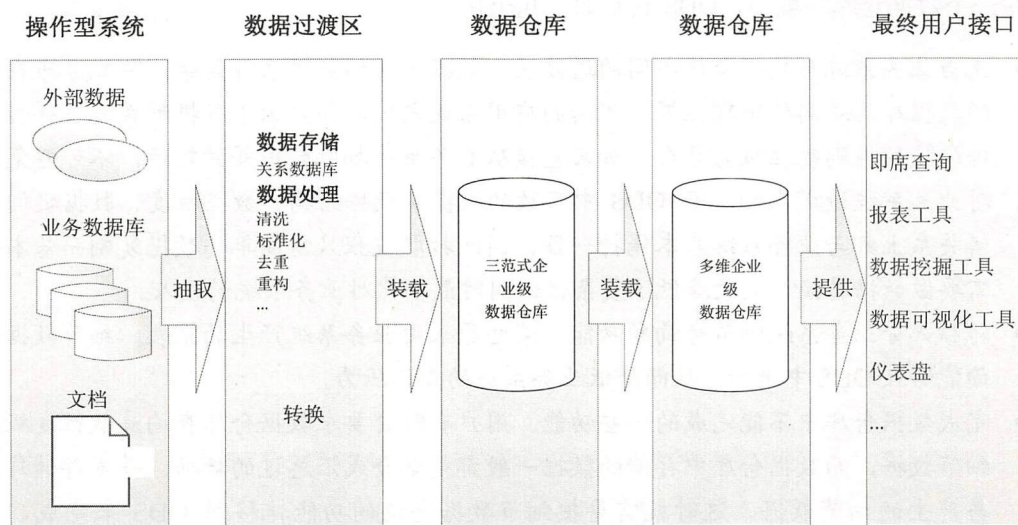 操作型系统
数据过渡区
数据仓库
数据仓库
最终用户接口
外部数据
业务数据库
文档
抽取
数据存储
关系数据库
数据处理
清洗
标准化
去重
重构
...
转换
装载
三范式企
业级
数据仓库
装载
多维企业
级
数据仓库
提供
即席查询
报表工具
数据挖掘工具
数据可视化工具
仪表盘
...